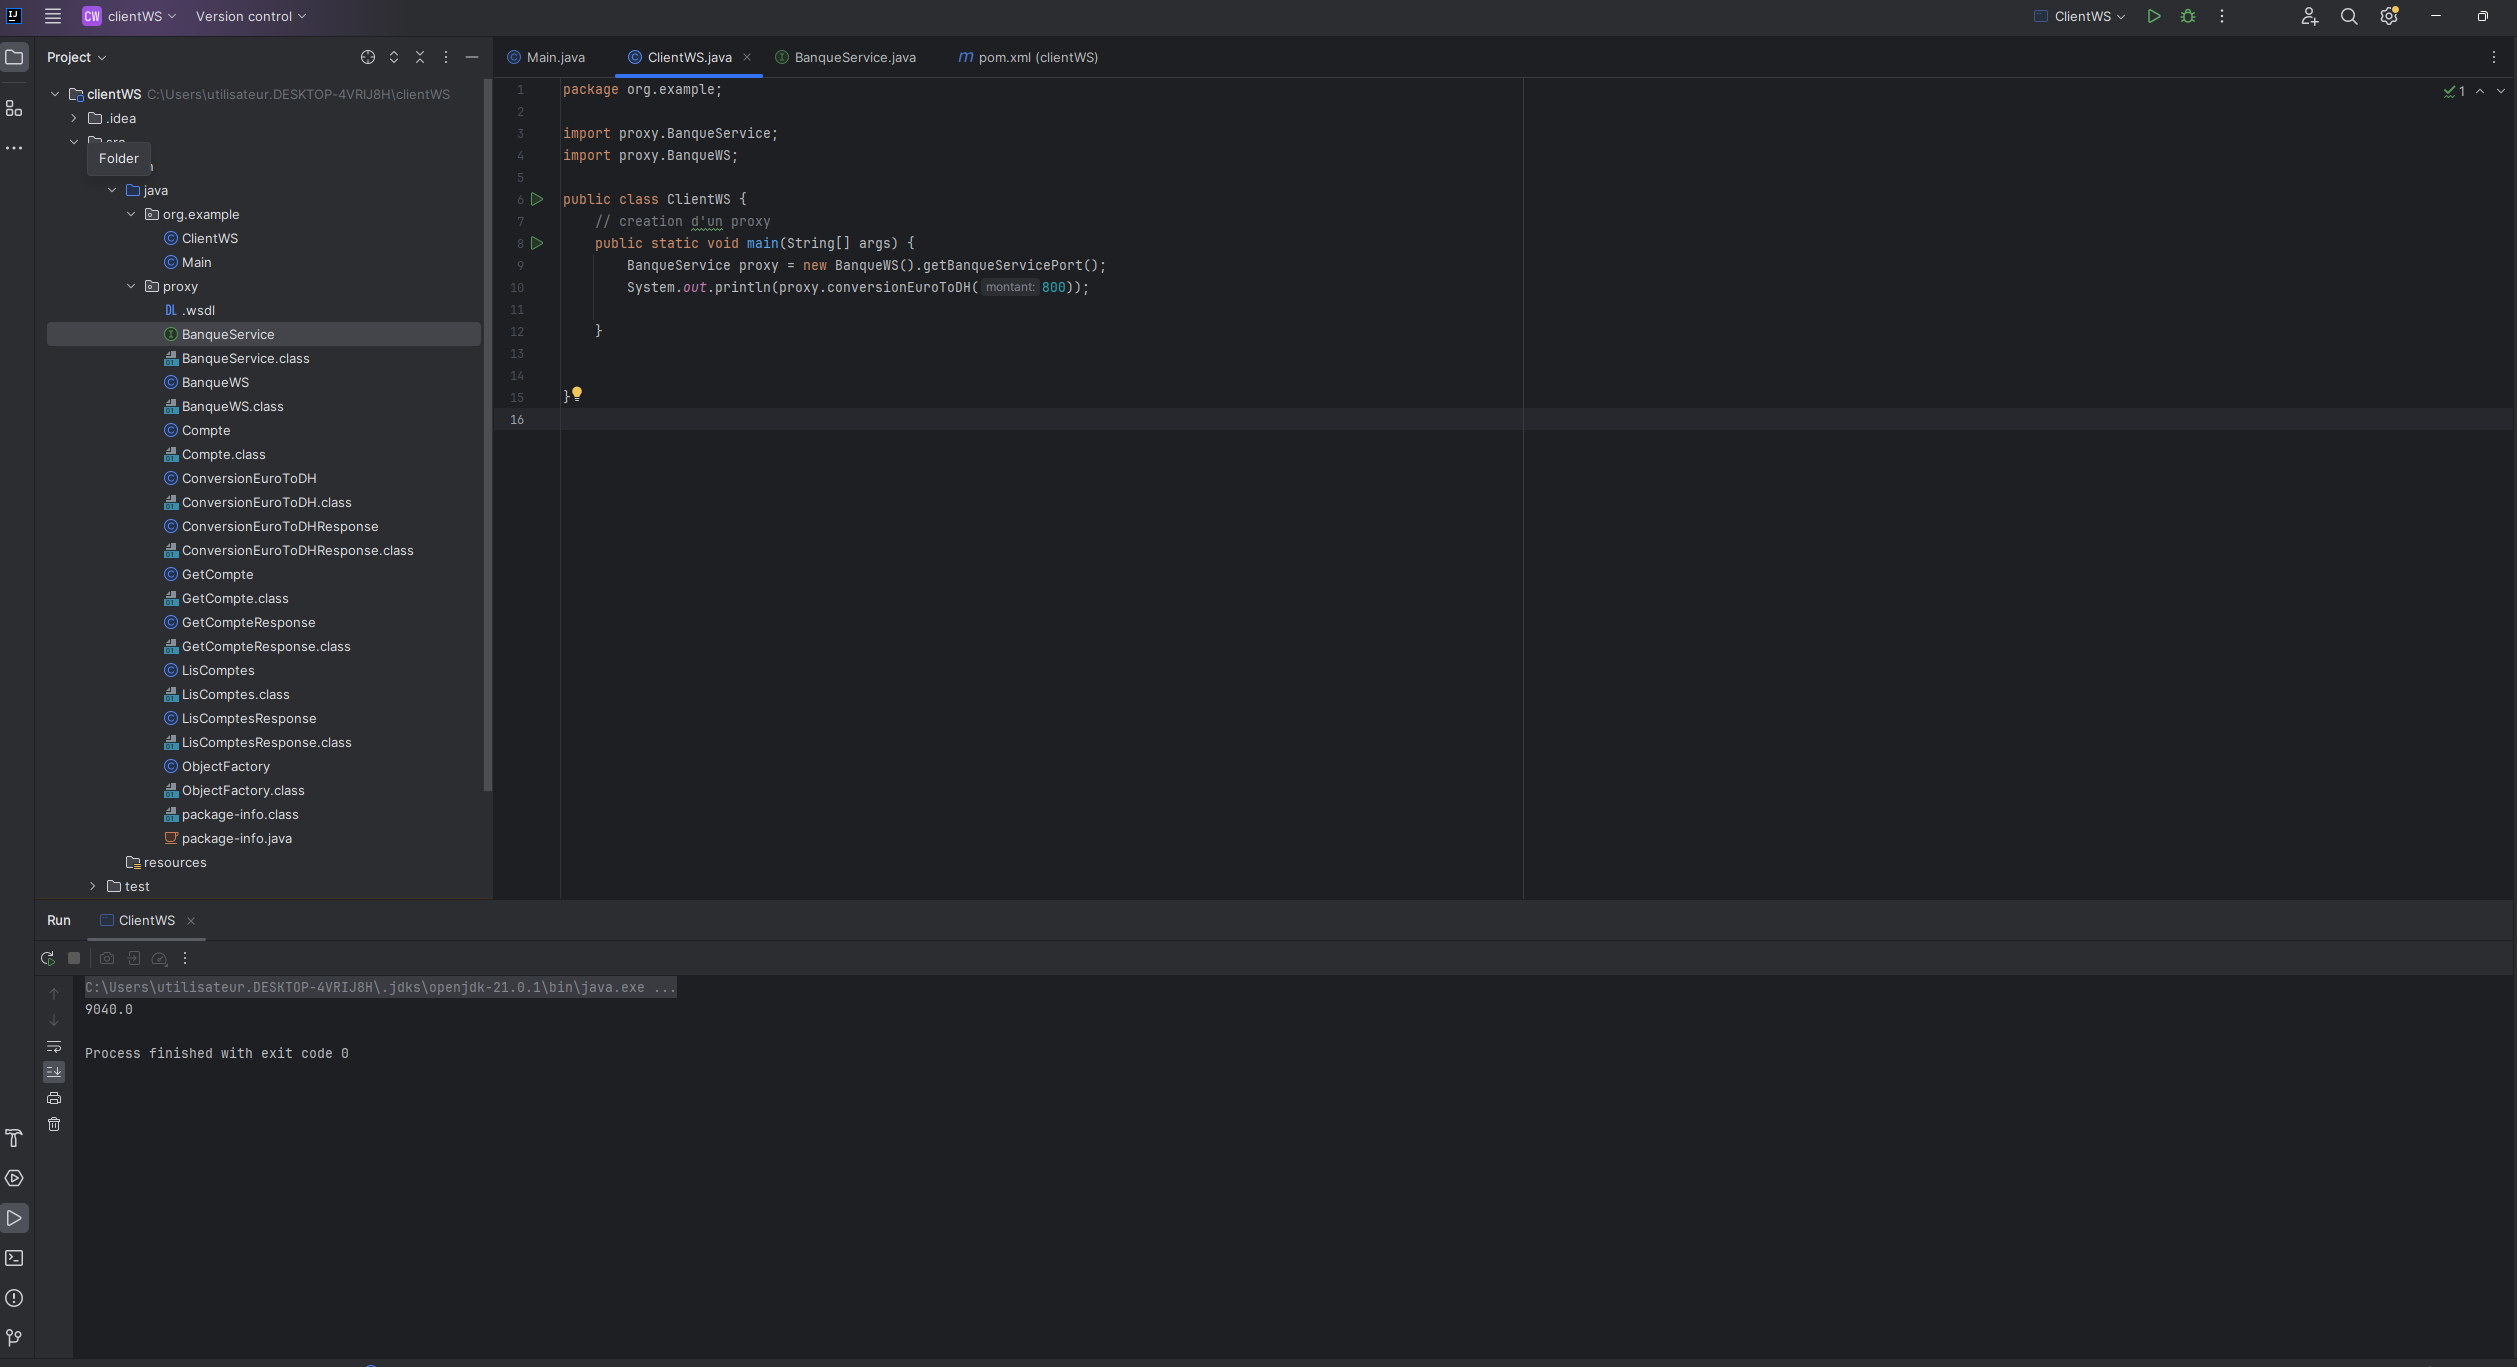 CW clientWS Version control ClientWS
Project
Main.java ClientWS.java BanqueService.java m pom.xml (clientWS)
clientWS C:\Users\utilisateur.DESKTOP-4VRIJ8H\clientWS
.idea
Folder
java
org.example
ClientWS
Main
proxy
DL .wsdl
BanqueService
BanqueService.class
BanqueWS
BanqueWS.class
Compte
Compte.class
ConversionEuroToDH
ConversionEuroToDH.class
ConversionEuroToDHResponse
ConversionEuroToDHResponse.class
GetCompte
GetCompte.class
GetCompteResponse
GetCompteResponse.class
LisComptes
LisComptes.class
LisComptesResponse
LisComptesResponse.class
ObjectFactory
ObjectFactory.class
package-info.class
package-info.java
resources
test
1 package org.example; 1
2
3 import proxy.BanqueService;
4 import proxy.BanqueWS;
5
6 public class ClientWS {
7 // creation d'un proxy
8 public static void main(String[] args) {
9 BanqueService proxy = new BanqueWS().getBanqueServicePort();
10 System.out.println(proxy.conversionEuroToDH( montant: 800));
11
12 }
13
14
15 }
16
Run ClientWS
C:\Users\utilisateur.DESKTOP-4VRIJ8H\.jdks\openjdk-21.0.1\bin\java.exe ...
9040.0
Process finished with exit code 0